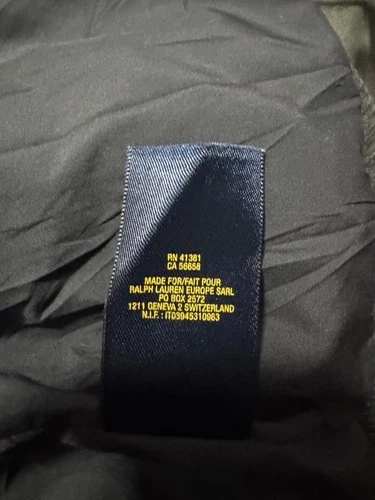 RN 41381
CA 56658
MADE FOR/FAIT POUR
RALPH LAUREN EUROPE SARL
PO BOX 2572
1211 GENEVA 2 SWITZERLAND
N.I.F. : IT03945310963